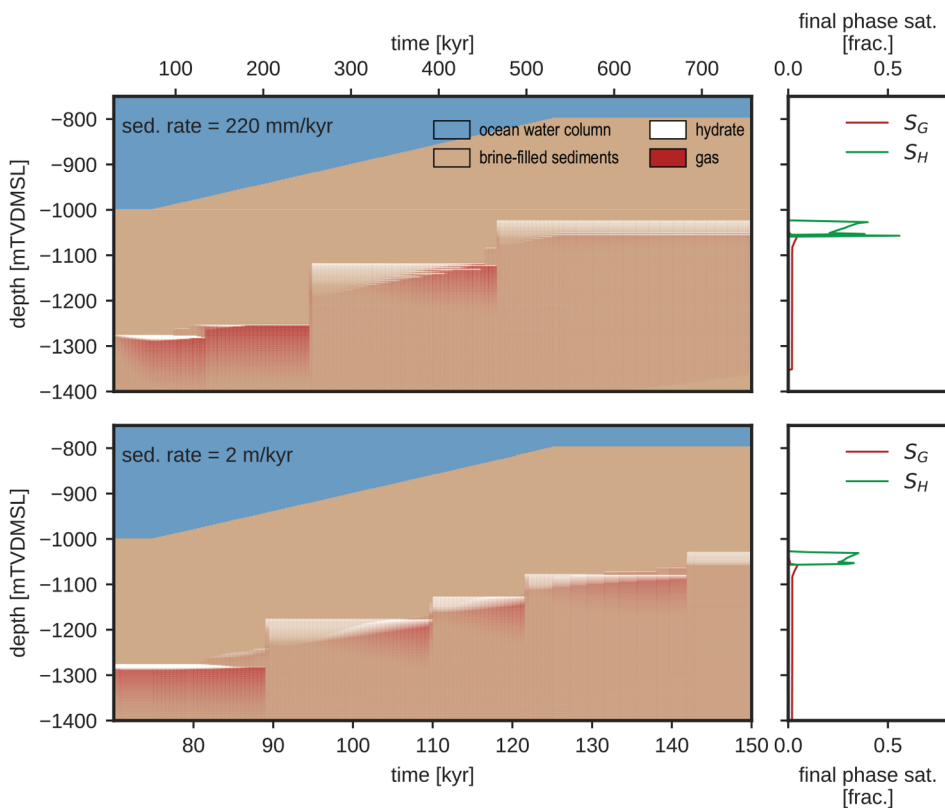 time [kyr]
100 200 300 400 500 600 700
final phase sat.
[frac.]
0.0 0.5
depth [mTVDMSL]
−800
−900
−1000
−1100
−1200
−1300
−1400
sed. rate = 220 mm/kyr
ocean water column
brine-filled sediments
hydrate
gas
S_G
S_H
depth [mTVDMSL]
−800
−900
−1000
−1100
−1200
−1300
−1400
sed. rate = 2 m/kyr
S_G
S_H
80 90 100 110 120 130 140 150
time [kyr]
0.0 0.5
final phase sat.
[frac.]